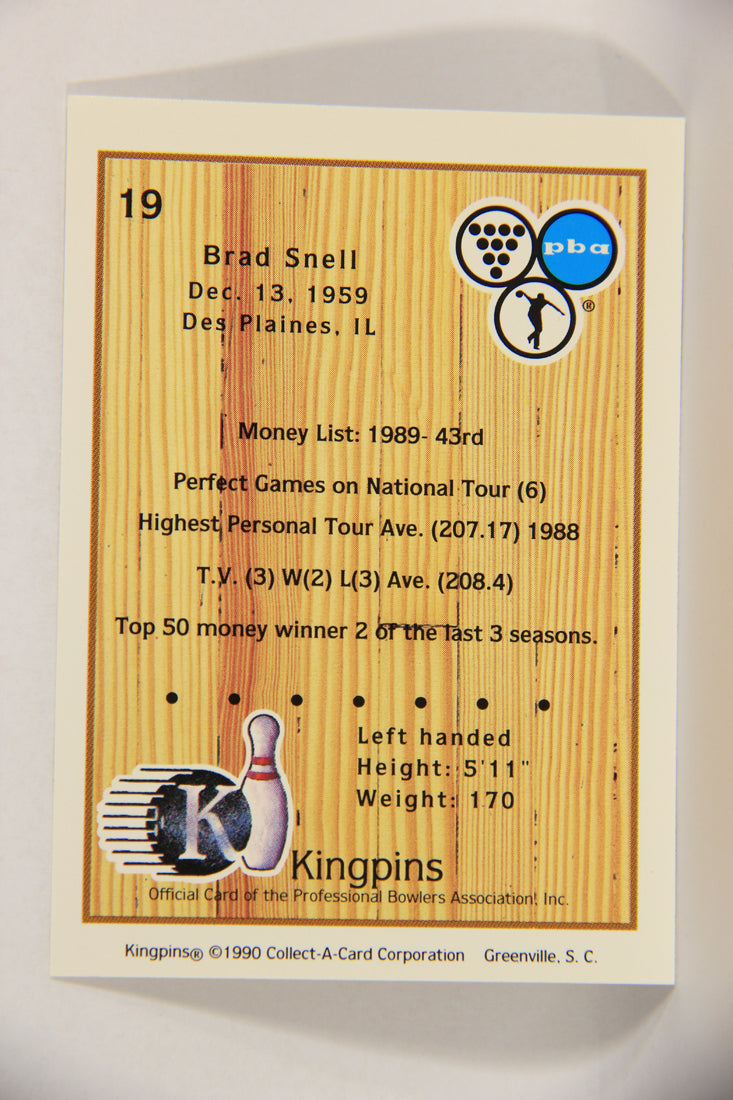 19
Brad Snell
Dec. 13, 1959
Des Plaines, IL
pba
®
Money List: 1989- 43rd
Perfect Games on National Tour (6)
Highest Personal Tour Ave. (207.17) 1988
T.V. (3) W(2) L(3) Ave. (208.4)
Top 50 money winner 2 of the last 3 seasons.
Left handed
Height: 5'11"
Weight: 170
K
Kingpins
Official Card of the Professional Bowlers Association, Inc.
Kingpins® ©1990 Collect-A-Card Corporation Greenville, S. C.